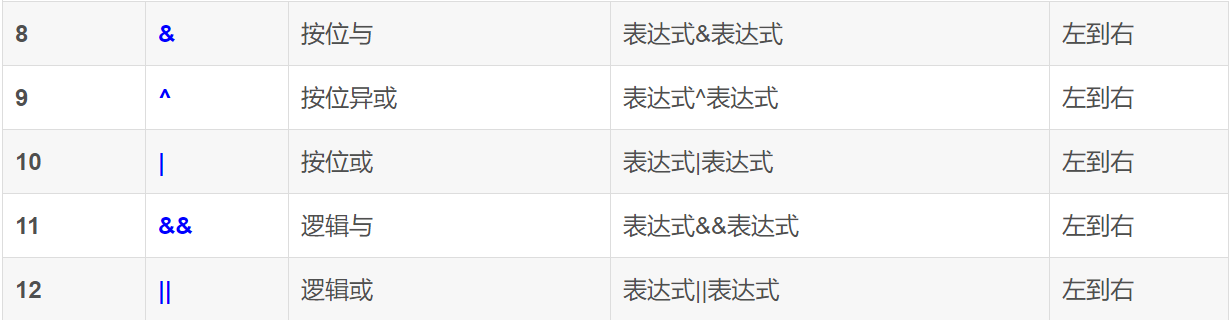 8 & 按位与 表达式&表达式 左到右
9 ^ 按位异或 表达式^表达式 左到右
10 | 按位或 表达式|表达式 左到右
11 && 逻辑与 表达式&&表达式 左到右
12 || 逻辑或 表达式||表达式 左到右